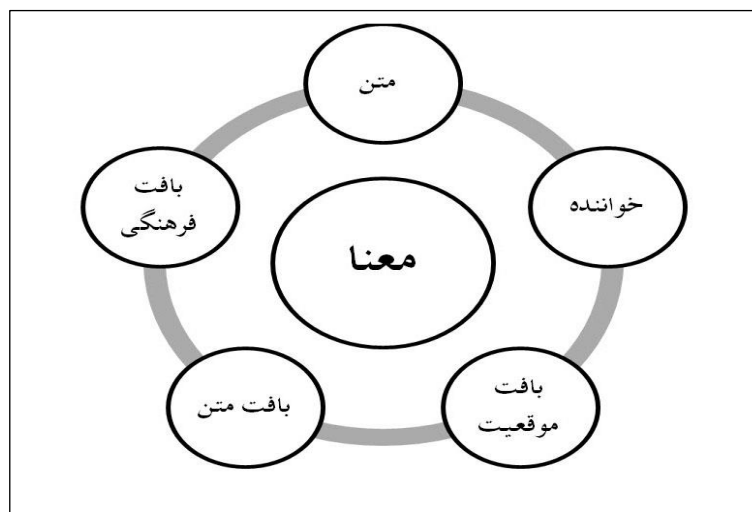 متن
خواننده
بافت
موقعیت
بافت متن
بافت
فرهنگی
معنا